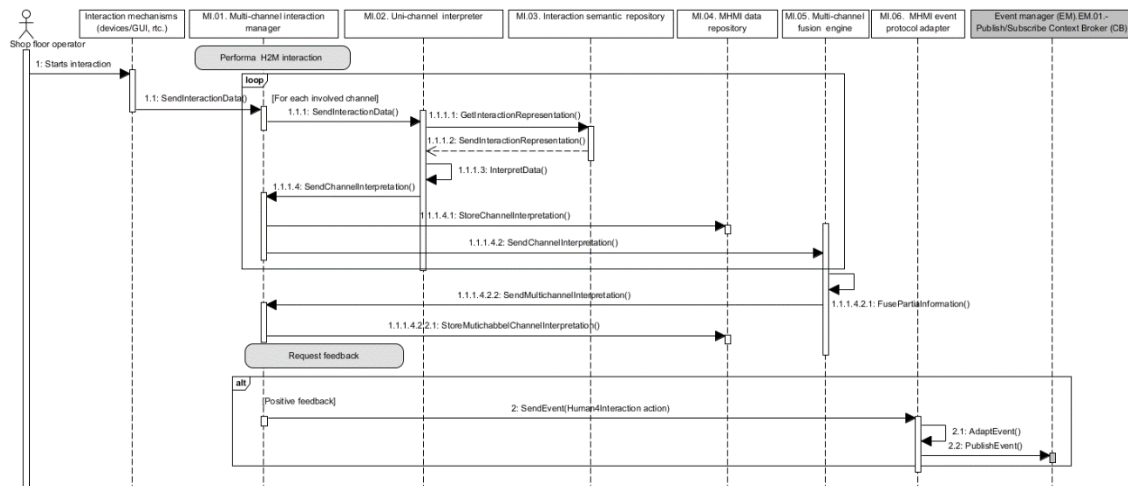 Interaction mechanisms
(devices/GUI, rtc.)
MI.01. Multi-channel interaction
manager
MI.02. Uni-channel interpreter
MI.03. Interaction semantic repository
MI.04. MHMI data
repository
MI.05. Multi-channel
fusion engine
MI.06. MHMI event
protocol adapter
Event manager (EM).EM.01.-
Publish/Subscribe Context Broker (CB)
Shop floor operator
Performa H2M interaction
1: Starts interaction
loop
1.1: SendInteractionData()
[For each involved channel]
1.1.1: SendInteractionData()
1.1.1.1: GetInteractionRepresentation()
1.1.1.2: SendInteractionRepresentation()
1.1.1.3: InterpretData()
1.1.1.4: SendChannelInterpretation()
1.1.1.4.1: StoreChannelInterpretation()
1.1.1.4.2: SendChannelInterpretation()
1.1.1.4.2.2: SendMultichannelInterpretation()
1.1.1.4.2.1: FusePartialInformation()
1.1.1.4.2.2.1: StoreMutichabbelChannelInterpretation()
Request feedback
alt
[Positive feedback]
2: SendEvent(Human4Interaction action)
2.1: AdaptEvent()
2.2: PublishEvent()